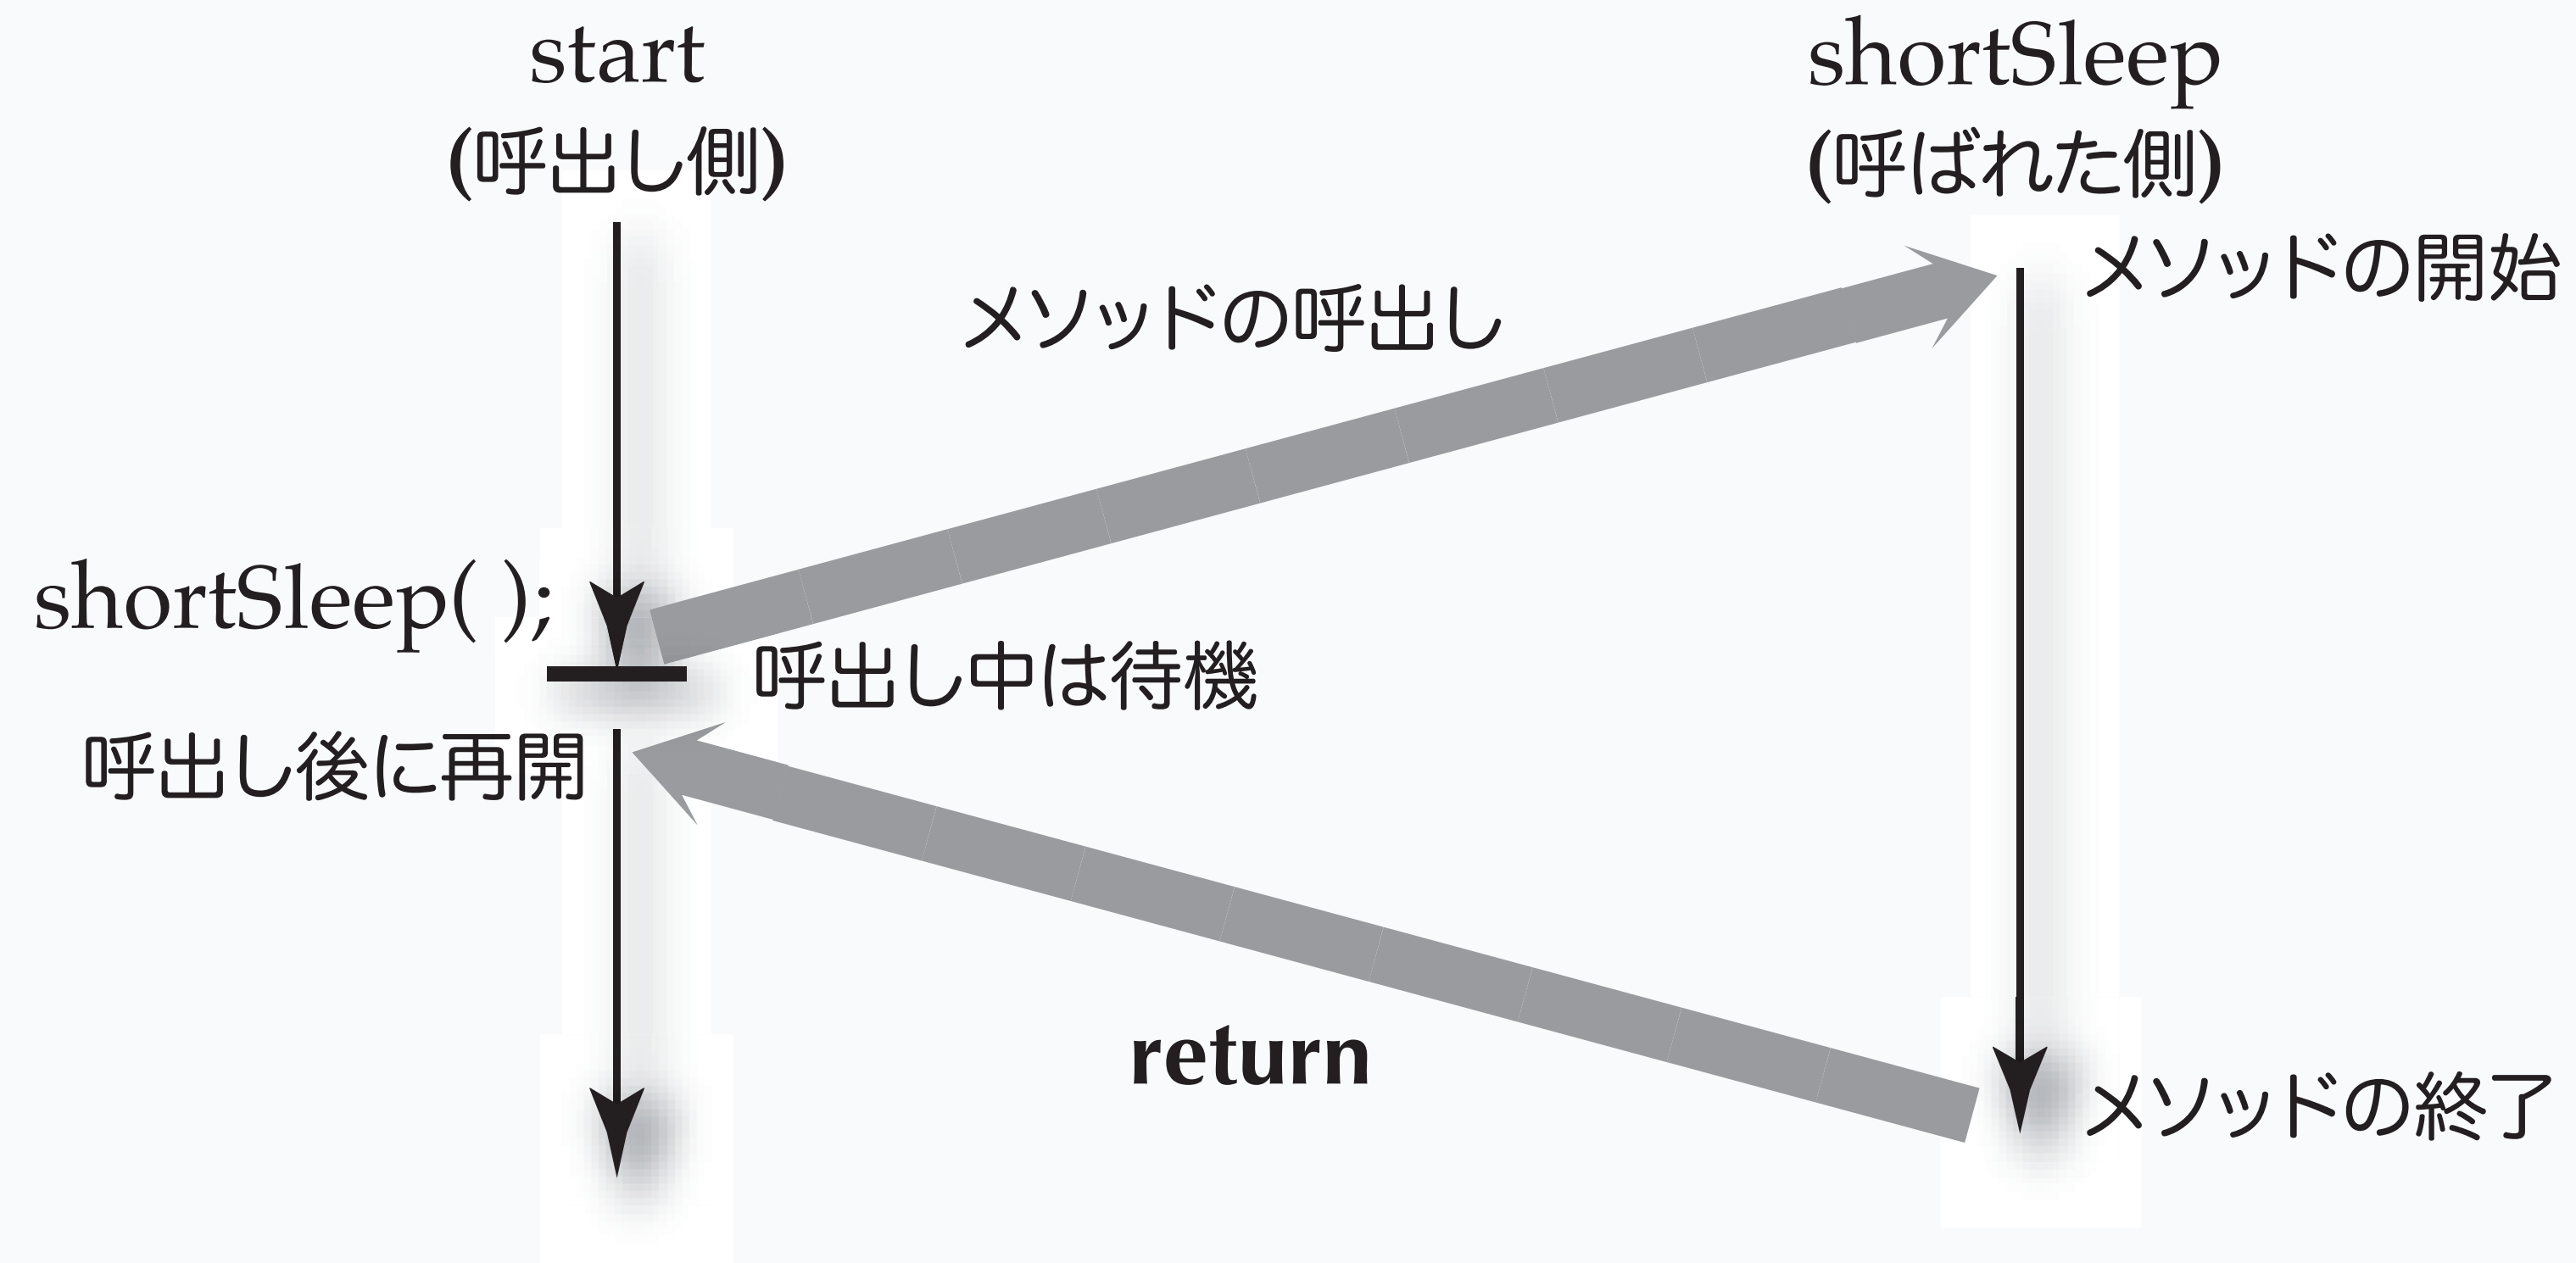 start
(呼出し側)
shortSleep
(呼ばれた側)
メソッドの開始
メソッドの呼出し
shortSleep( );
呼出し中は待機
呼出し後に再開
return
メソッドの終了